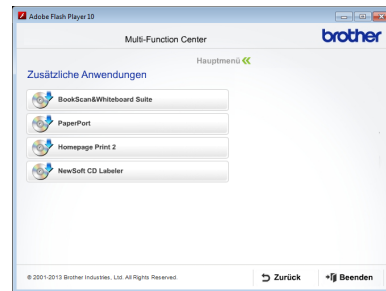 Adobe Flash Player 10
Multi-Function Center
brother
Hauptmenü
Zusätzliche Anwendungen
BookScan&Whiteboard Suite
PaperPort
Homepage Print 2
NewSoft CD Labeler
© 2001-2013 Brother Industries, Ltd. All Rights Reserved.
Zurück
Beenden